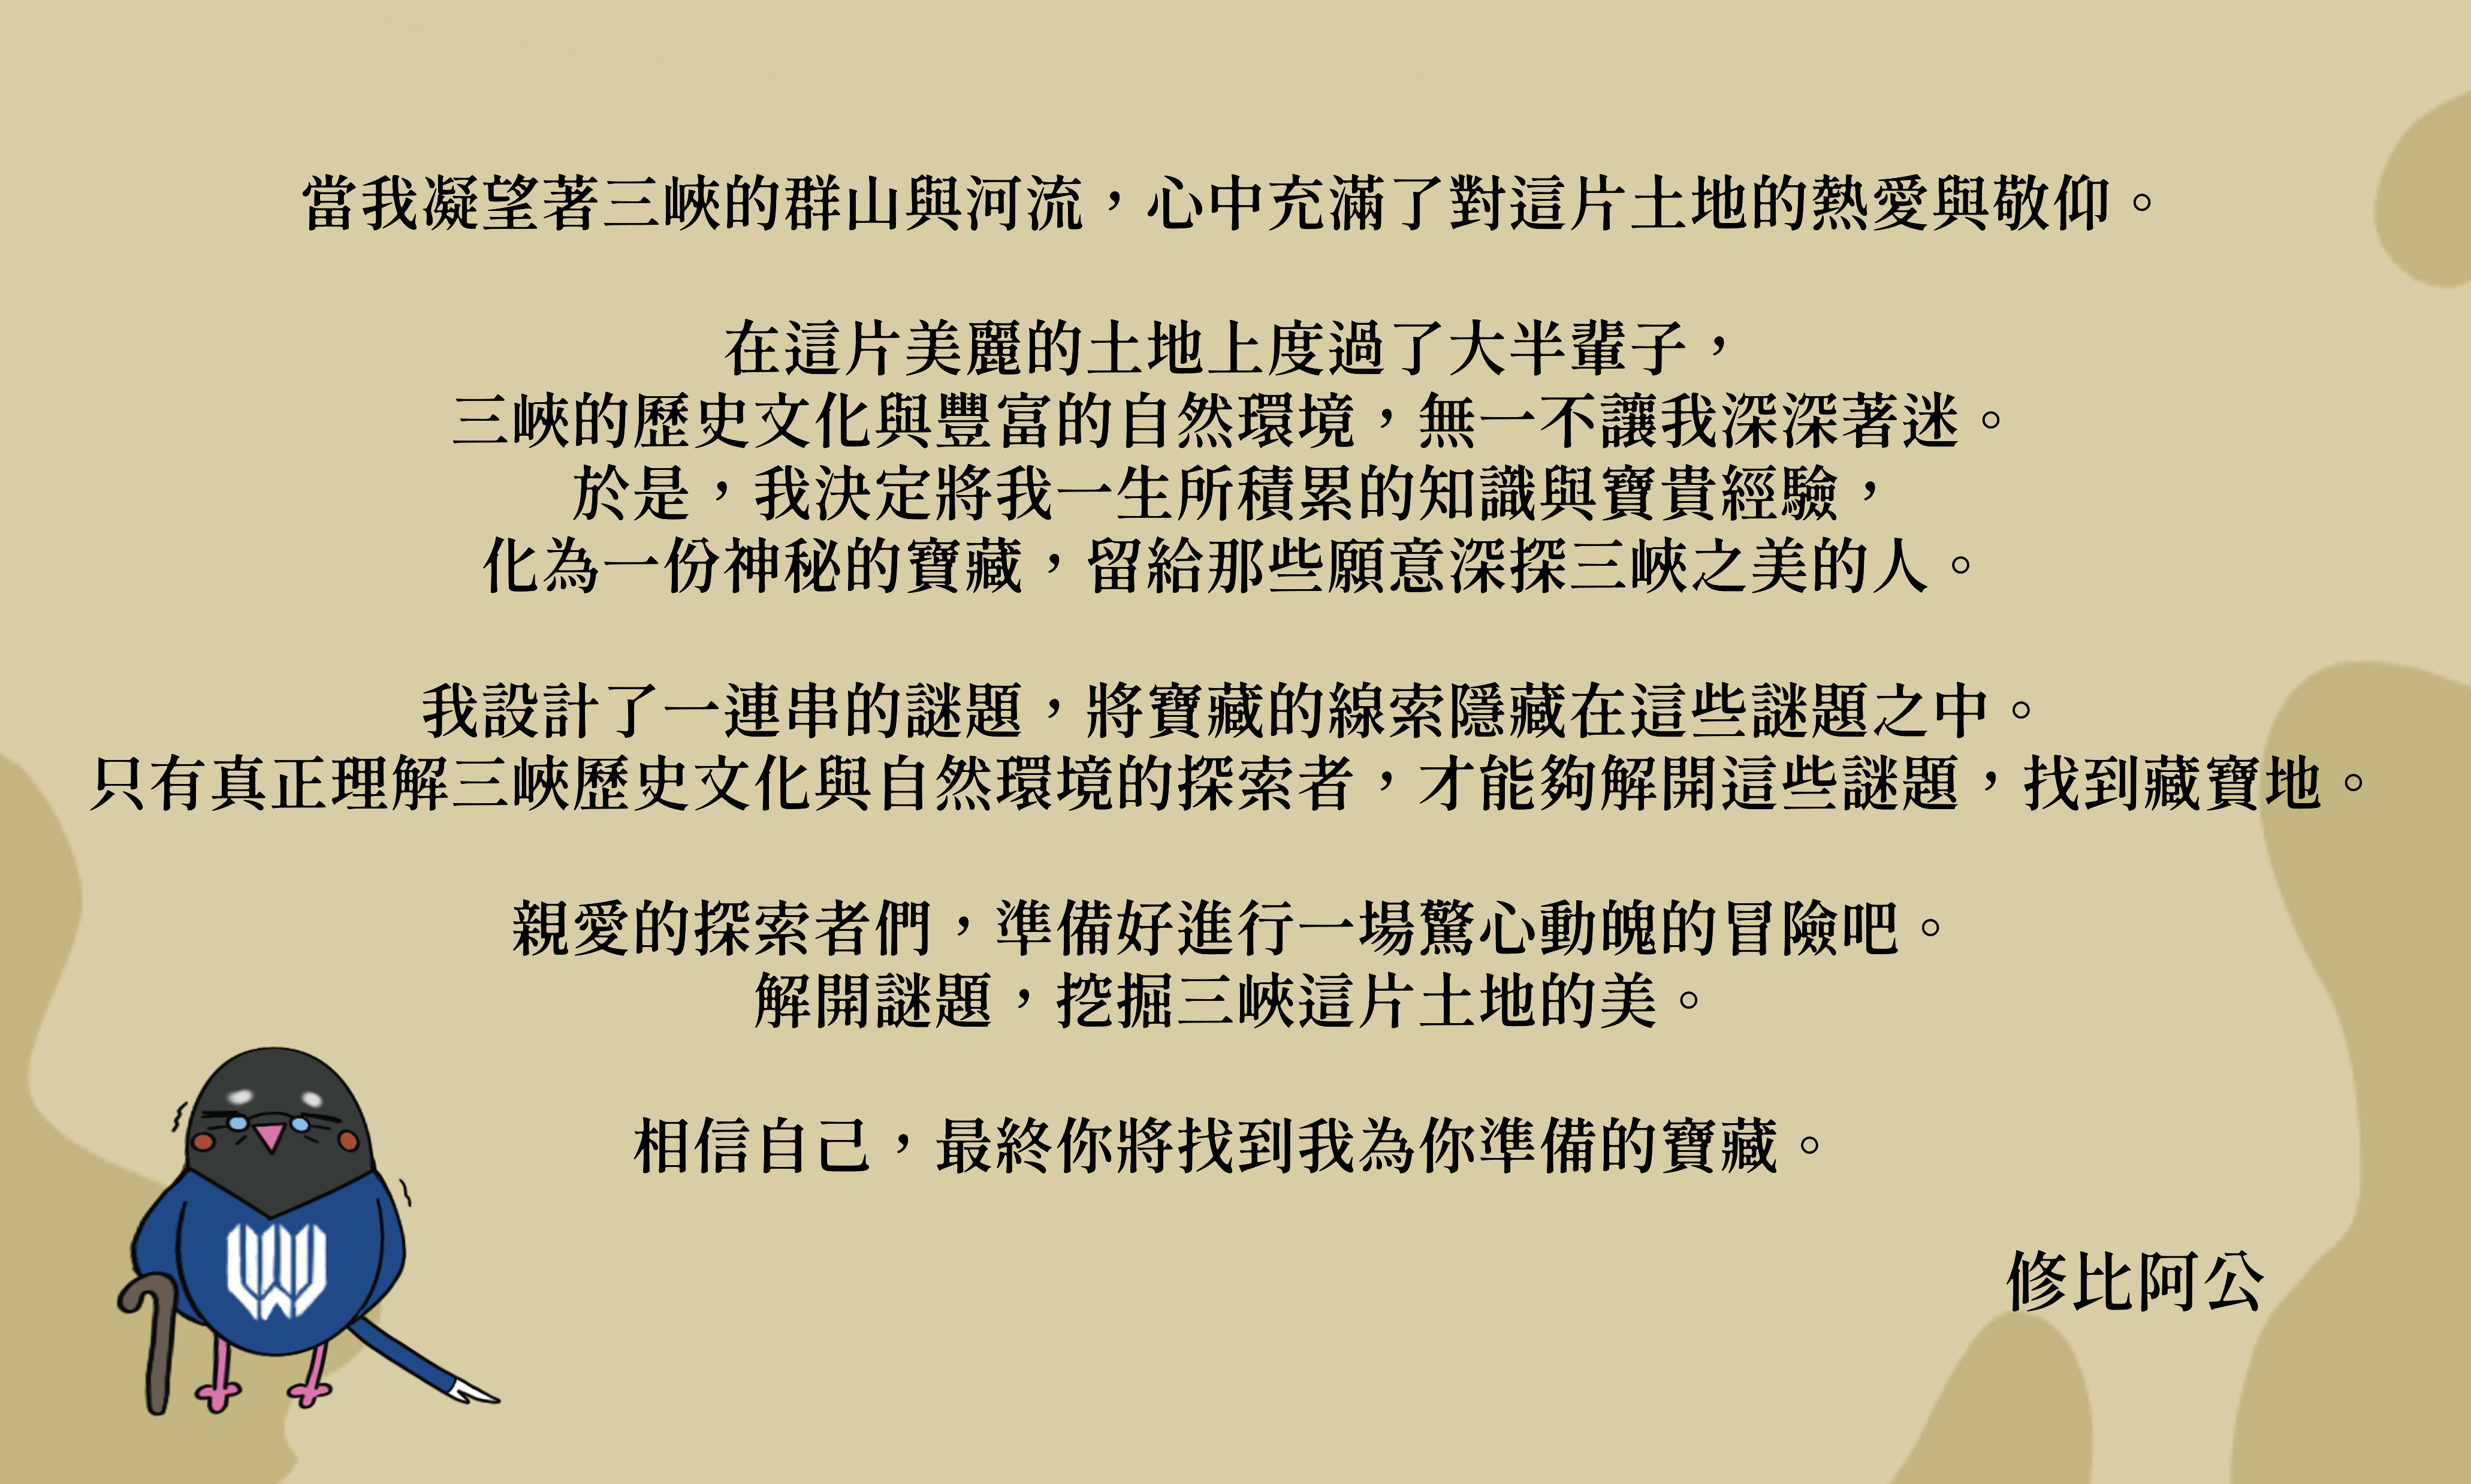 當我凝望著三峽的群山與河流，心中充滿了對這片土地的熱愛與敬仰。
在這片美麗的土地上度過了大半輩子，
三峽的歷史文化與豐富的自然環境，無一不讓我深深著迷。
於是，我決定將我一生所積累的知識與寶貴經驗，
化為一份神秘的寶藏，留給那些願意深探三峽之美的人。
我設計了一連串的謎題，將寶藏的線索隱藏在這些謎題之中。
只有真正理解三峽歷史文化與自然環境的探索者，才能夠解開這些謎題，找到藏寶地。
親愛的探索者們，準備好進行一場驚心動魄的冒險吧。
解開謎題，挖掘三峽這片土地的美。
相信自己，最終你將找到我為你準備的寶藏。
修比阿公